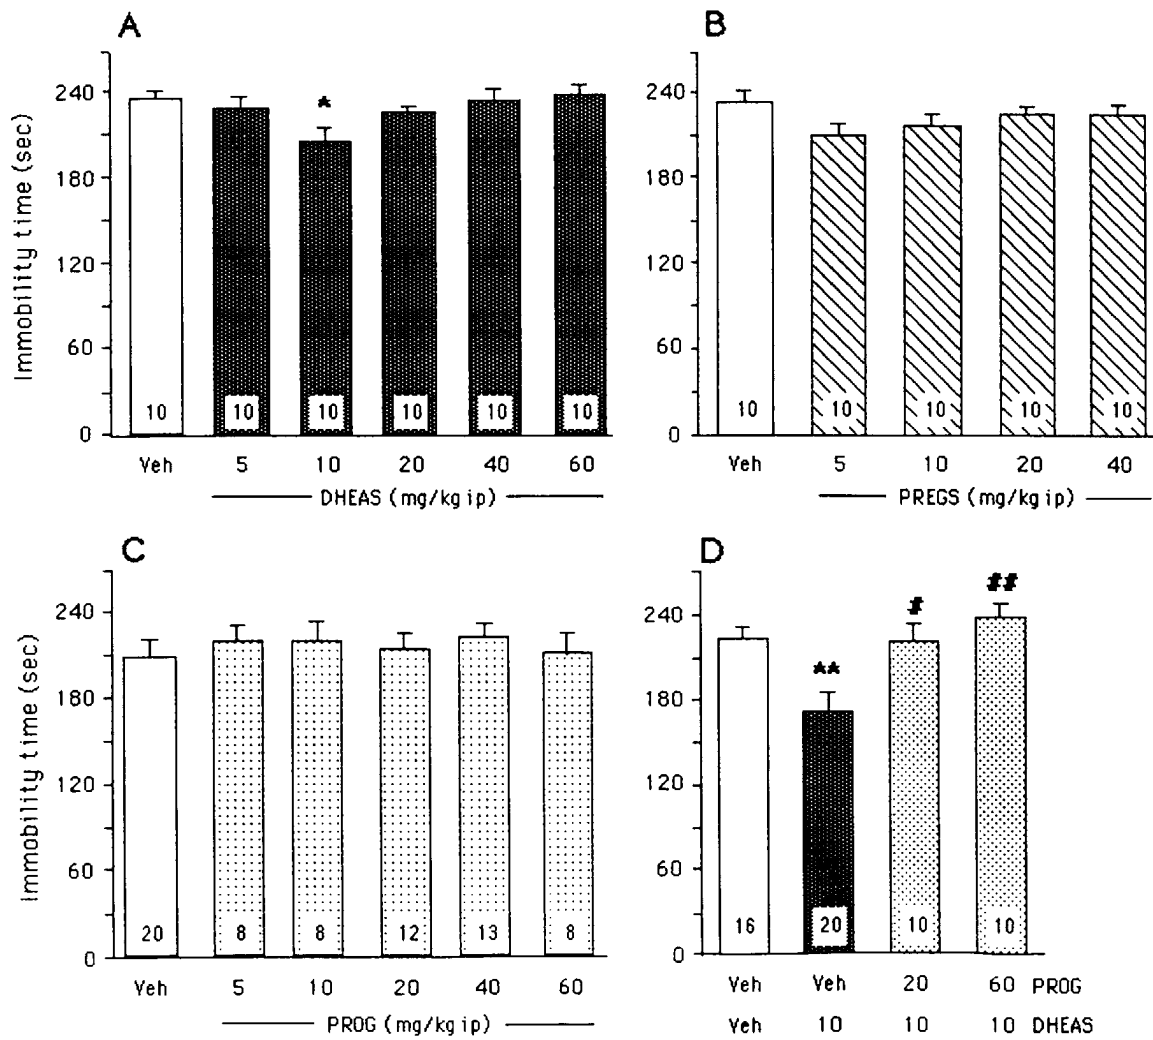 A
Immobility time (sec)
240
180
120
60
0
*
10 10 10 10 10 10
Veh 5 10 20 40 60
DHEAS (mg/kg ip)
B
240
180
120
60
0
10 10 10 10 10
Veh 5 10 20 40
PREGS (mg/kg ip)
C
Immobility time (sec)
240
180
120
60
0
20 8 8 12 13 8
Veh 5 10 20 40 60
PROG (mg/kg ip)
D
240
180
120
60
0
** # ##
16 20 10 10
Veh Veh 20 60 PROG
Veh 10 10 10 DHEAS